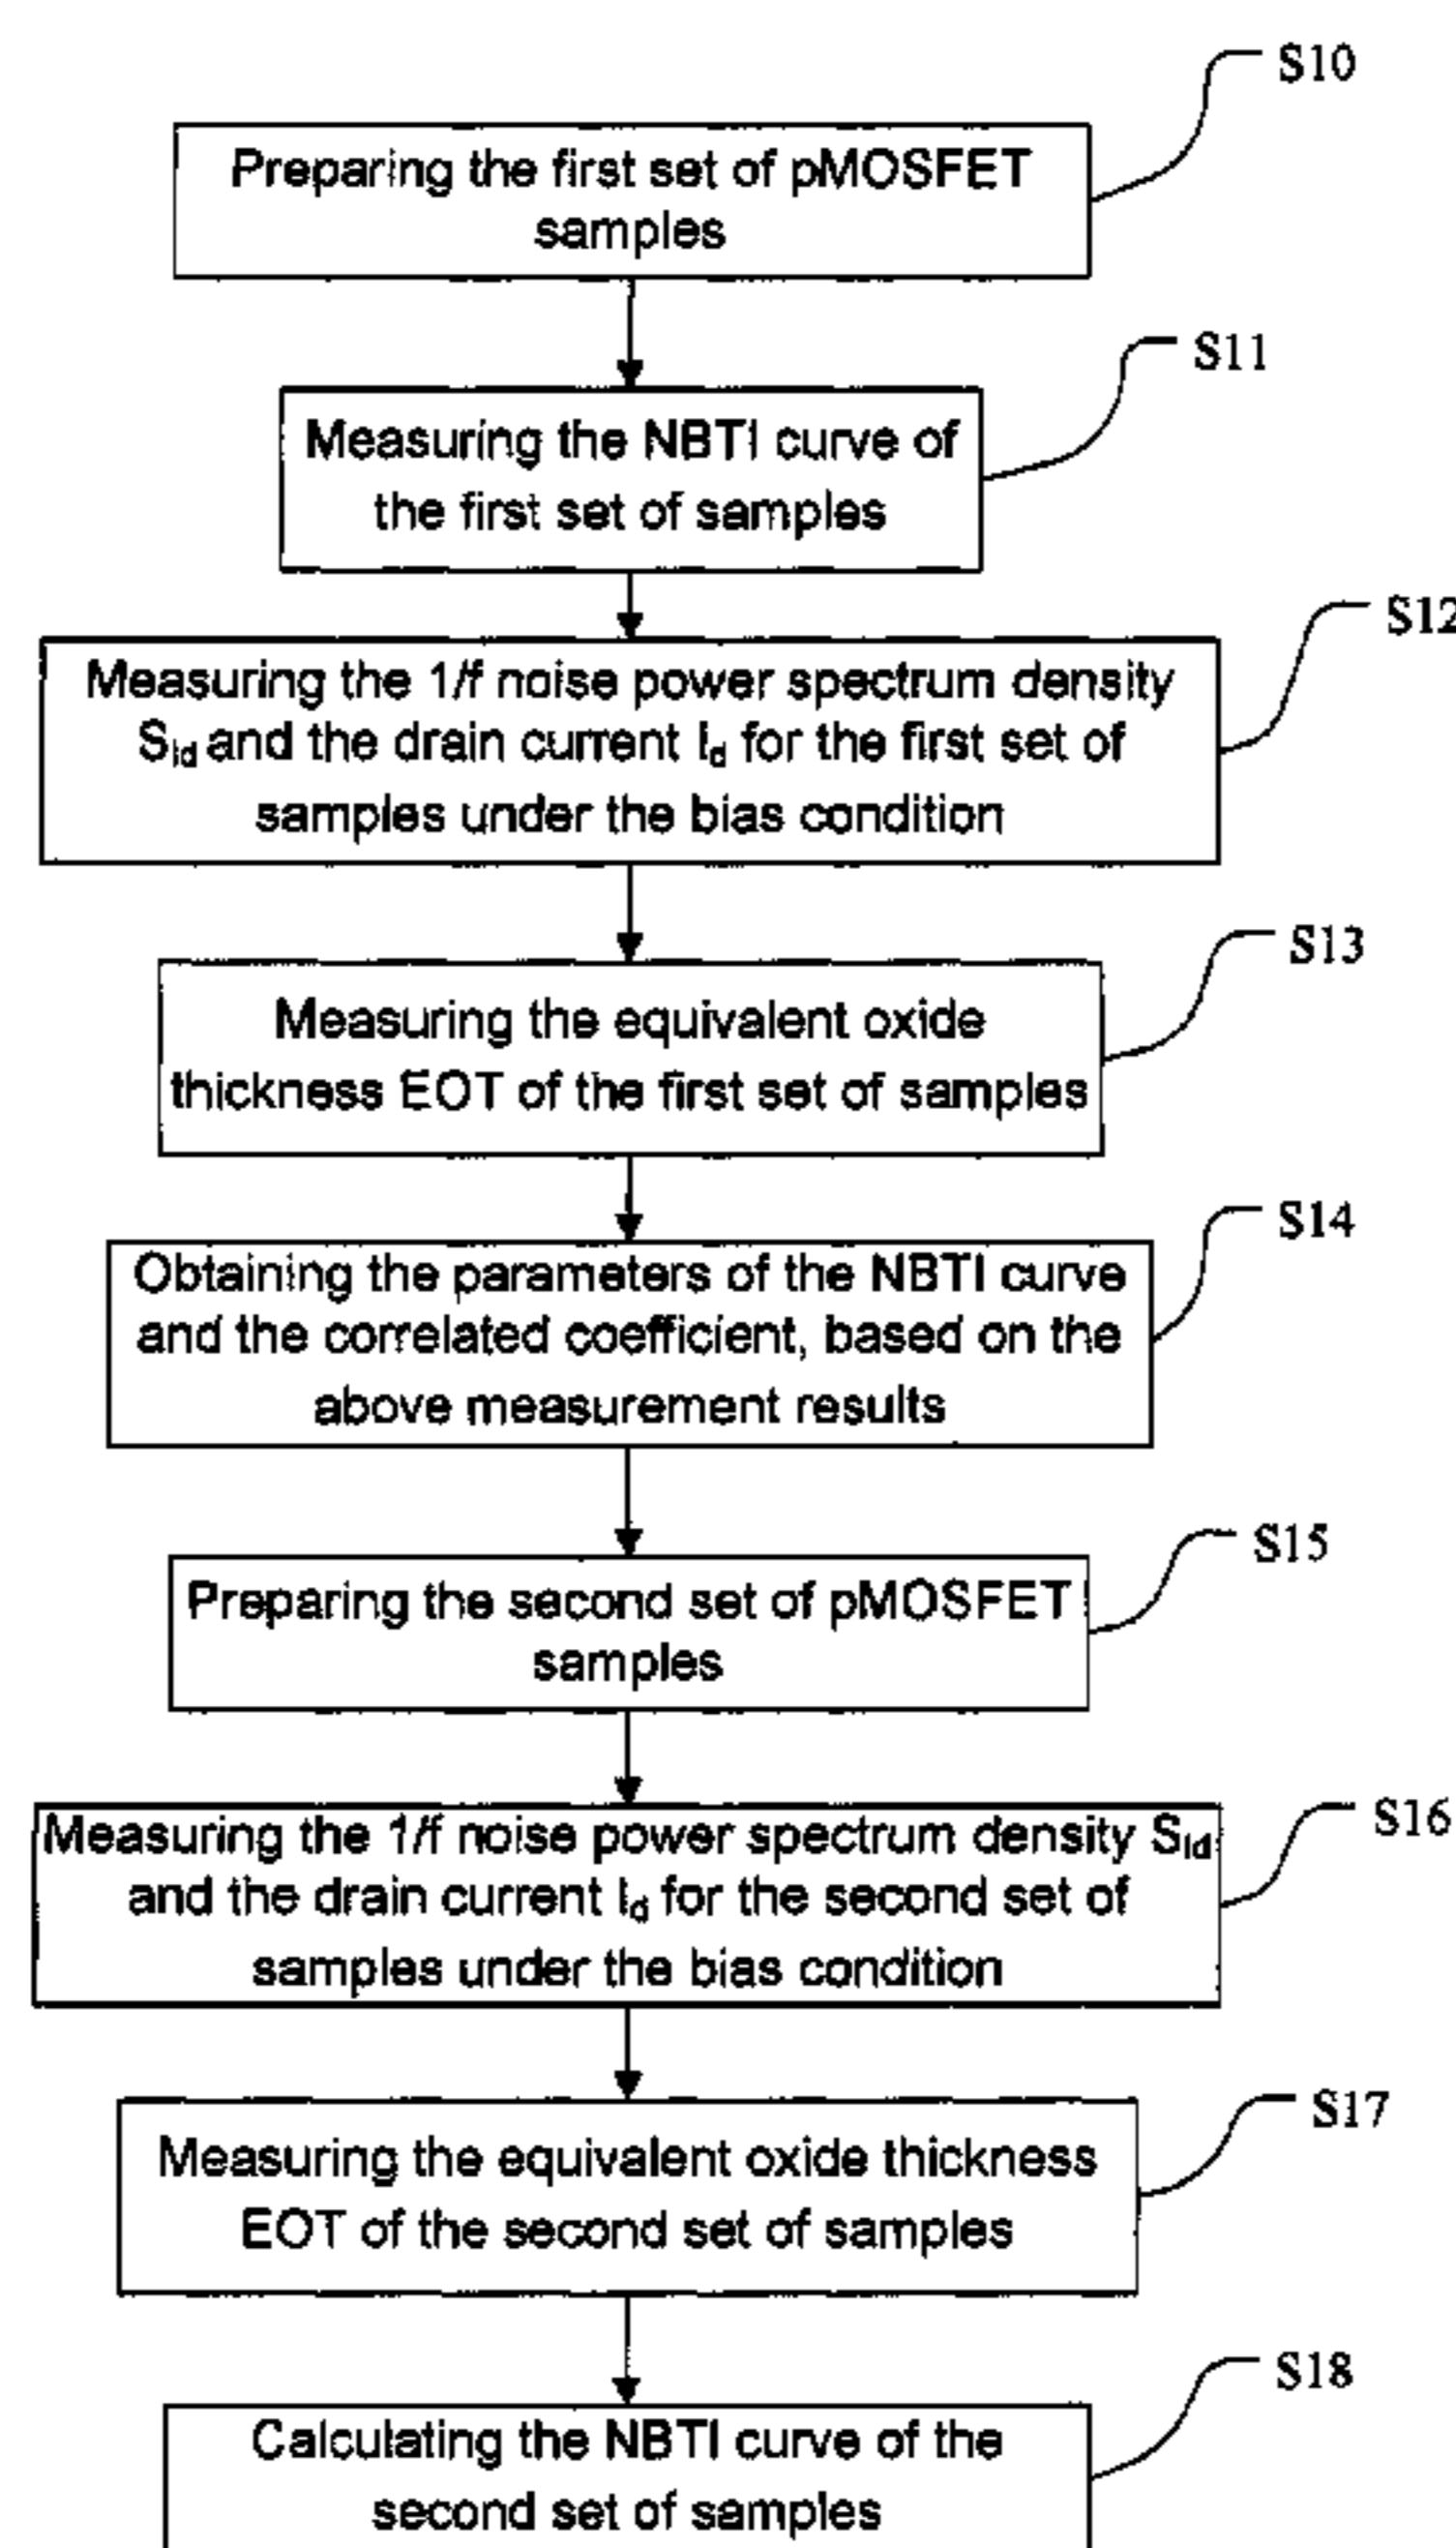 S10
Preparing the first set of pMOSFET
samples
S11
Measuring the NBTI curve of
the first set of samples
S12
Measuring the 1/f noise power spectrum density
Sid and the drain current Id for the first set of
samples under the bias condition
S13
Measuring the equivalent oxide
thickness EOT of the first set of samples
S14
Obtaining the parameters of the NBTI curve
and the correlated coefficient, based on the
above measurement results
S15
Preparing the second set of pMOSFET
samples
S16
Measuring the 1/f noise power spectrum density Sid
and the drain current Id for the second set of
samples under the bias condition
S17
Measuring the equivalent oxide thickness
EOT of the second set of samples
S18
Calculating the NBTI curve of the
second set of samples